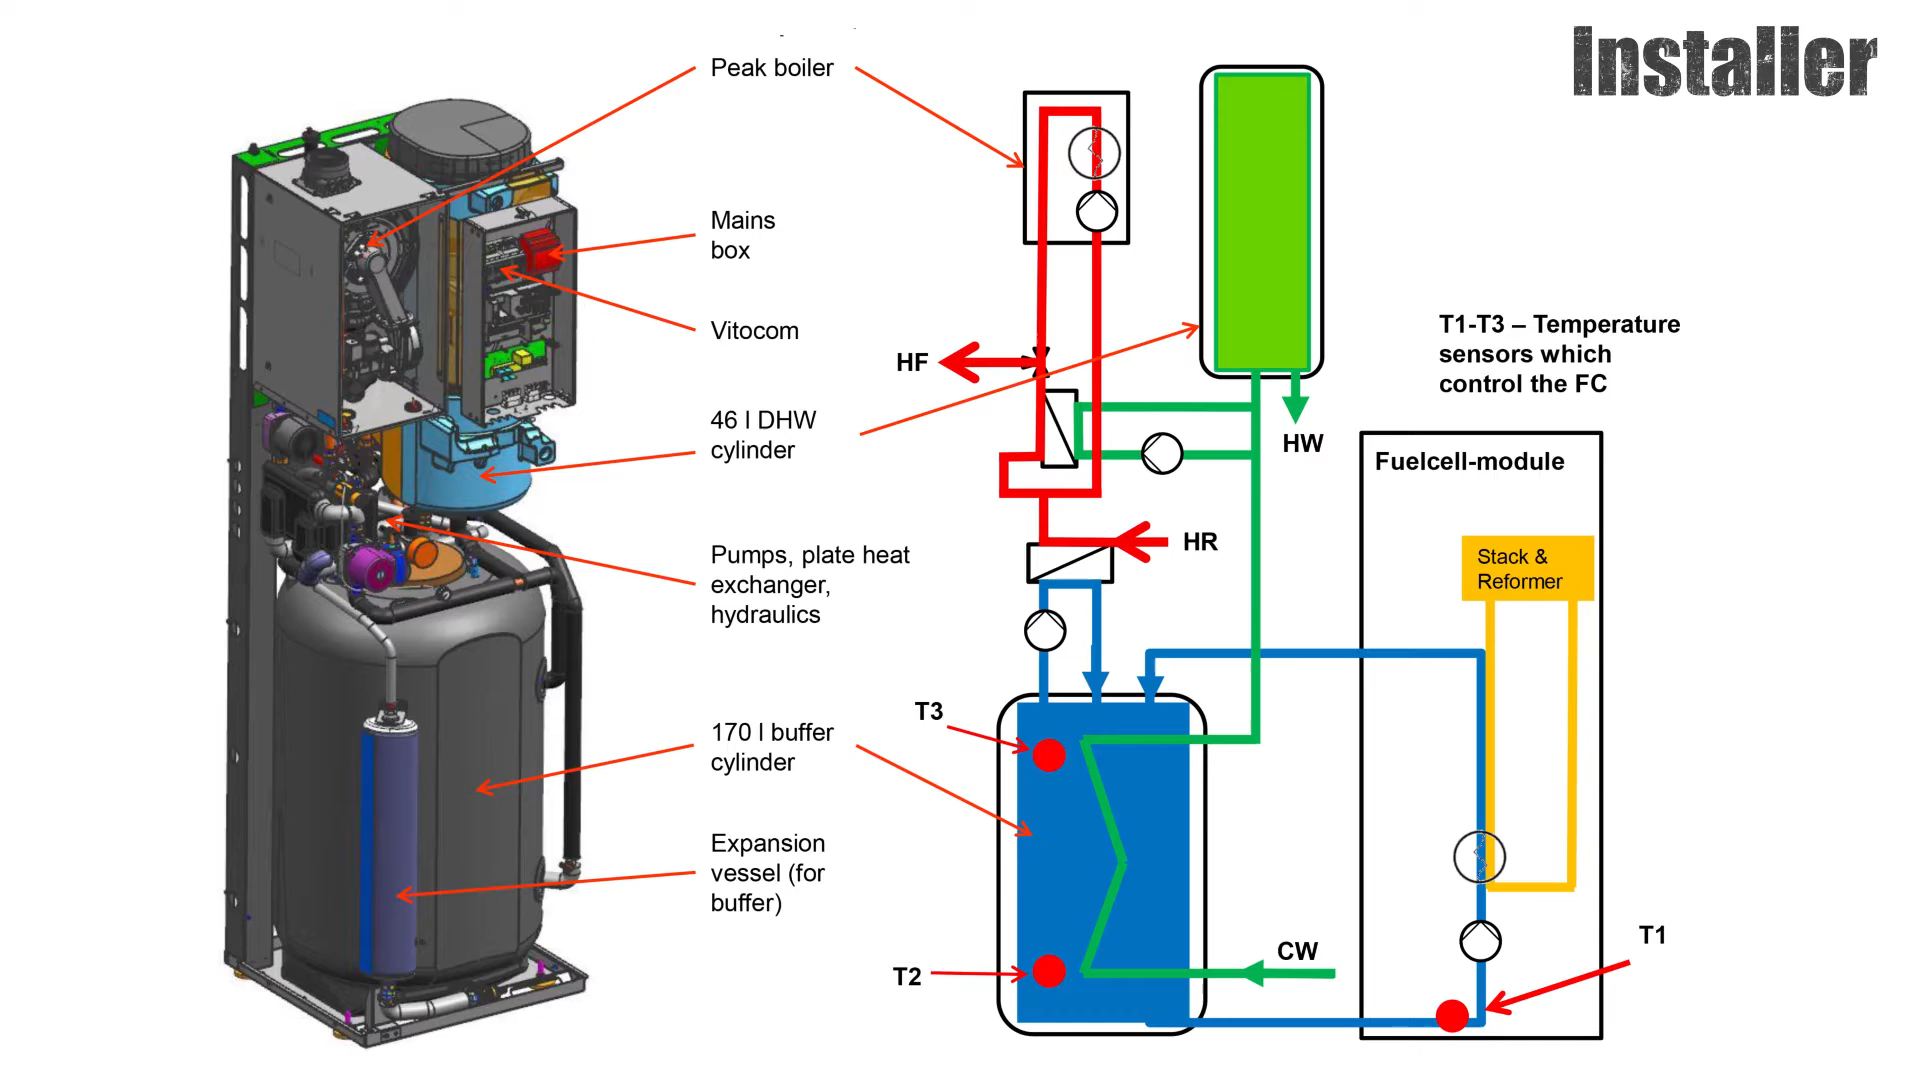 Installer
Peak boiler
Mains
box
Vitocom
46 l DHW
cylinder
Pumps, plate heat
exchanger,
hydraulics
170 l buffer
cylinder
Expansion
vessel (for
buffer)
HF
HW
HR
T3
T2
CW
T1-T3 – Temperature
sensors which
control the FC
Fuelcell-module
Stack &
Reformer
T1